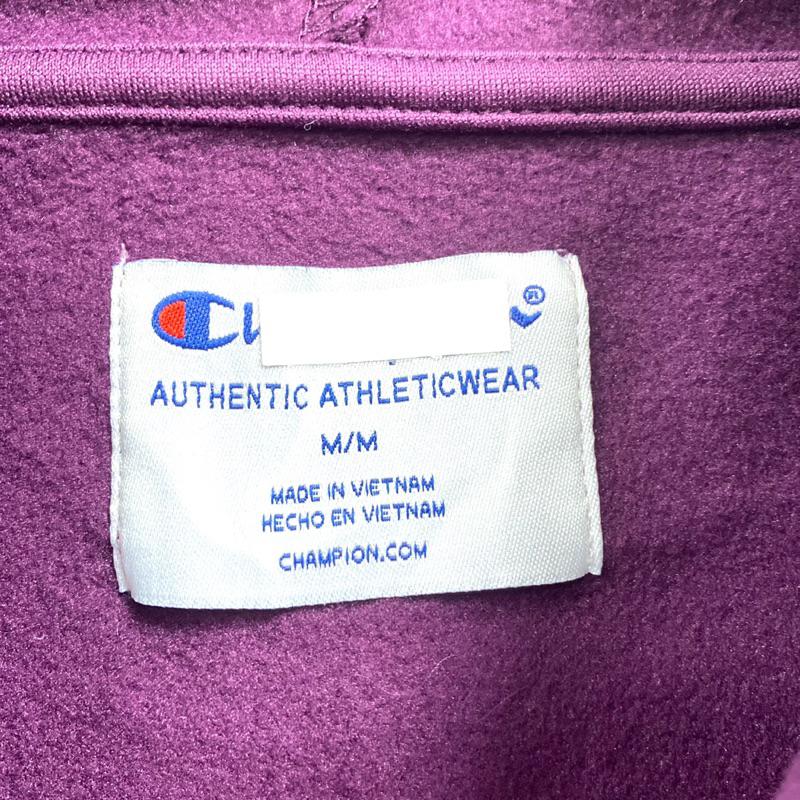 AUTHENTIC ATHLETICWEAR
M/M
MADE IN VIETNAM
HECHO EN VIETNAM
CHAMPION.COM